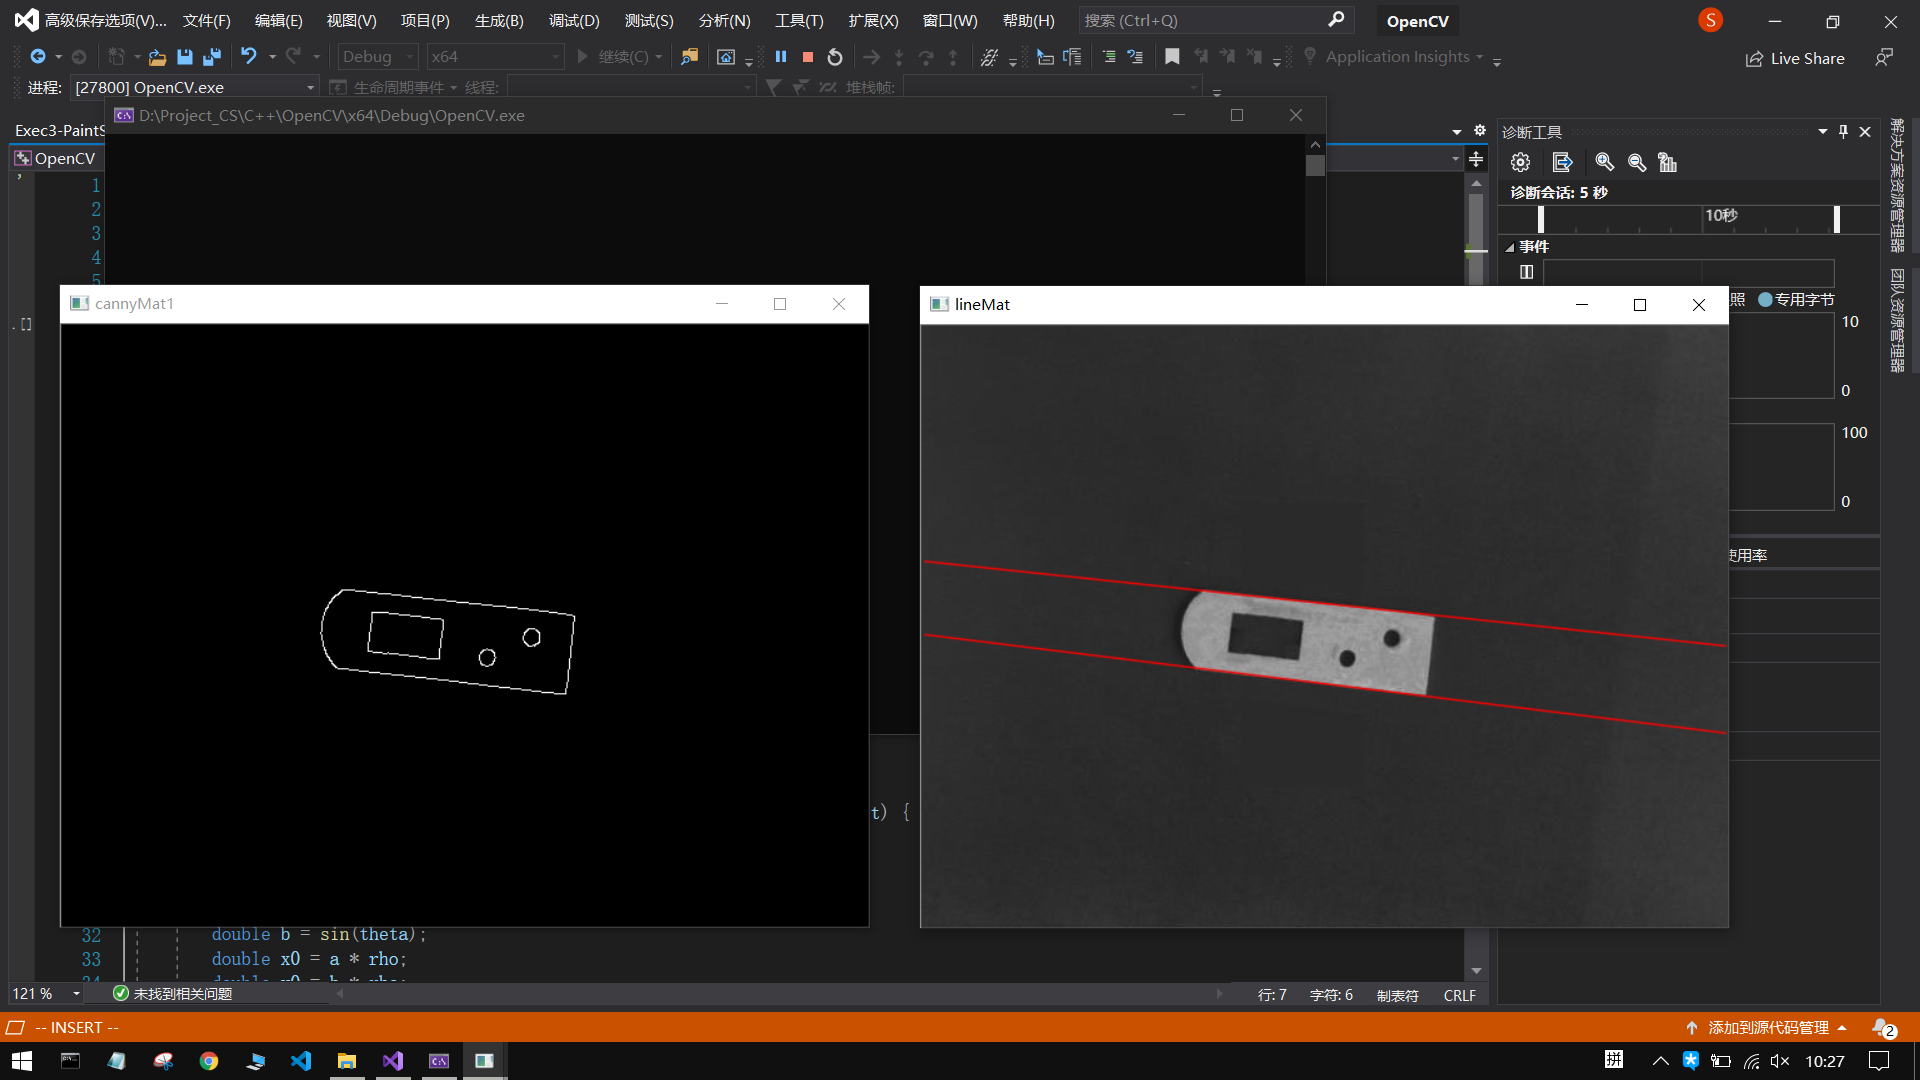 高级保存选项(V)... 文件(F) 编辑(E) 视图(V) 项目(P) 生成(B) 调试(D) 测试(S) 分析(N) 工具(T) 扩展(X) 窗口(W) 帮助(H) 搜索 (Ctrl+Q) OpenCV S
Debug x64 继续(C) Application Insights Live Share
进程: [27800] OpenCV.exe 生命周期事件 线程: 堆栈帧:
D:\Project_CS\C++\OpenCV\x64\Debug\OpenCV.exe
Exec3-PaintS
OpenCV
诊断工具
诊断会话: 5 秒
10秒
事件
照 专用字节
10
0
100
0
使用率
解决方案资源管理器
团队资源管理器
1
2
3
4
5
cannyMat1
lineMat
t) {
32 double b = sin(theta);
33 double x0 = a * rho;
34 double y0 = b * rho;
121 % 未找到相关问题 行: 7 字符: 6 制表符 CRLF
-- INSERT -- 添加到源代码管理 2
拼 10:27